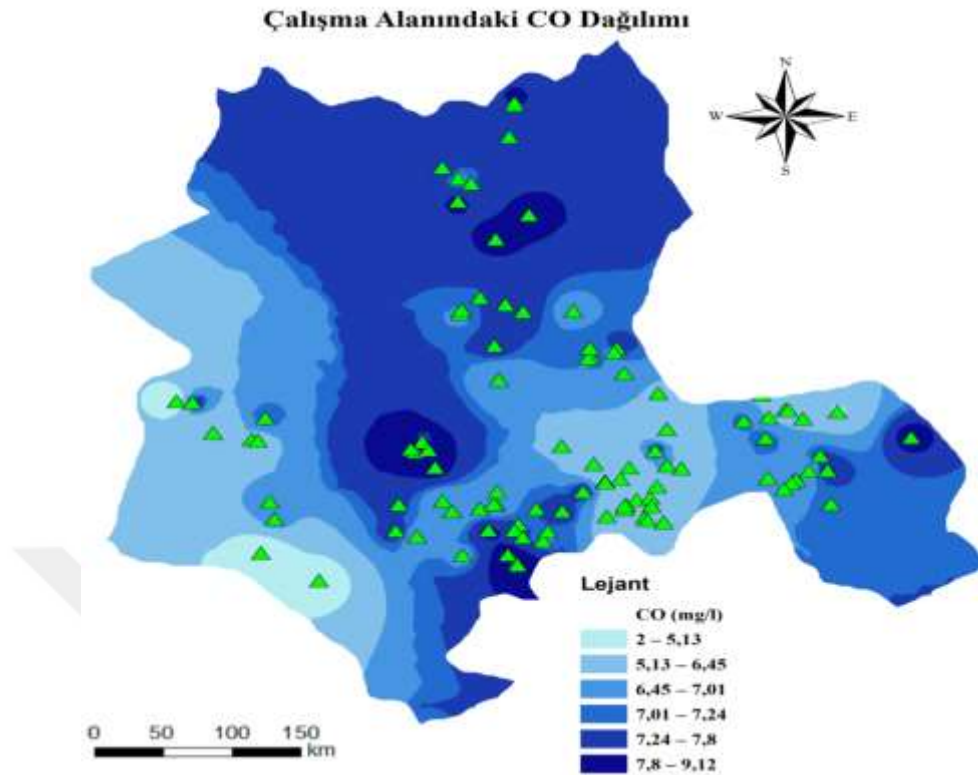 Çalışma Alanındaki CO Dağılımı
N
W
E
S
Lejant
CO (mg/l)
2 – 5,13
5,13 – 6,45
6,45 – 7,01
7,01 – 7,24
7,24 – 7,8
7,8 – 9,12
0 50 100 150
km